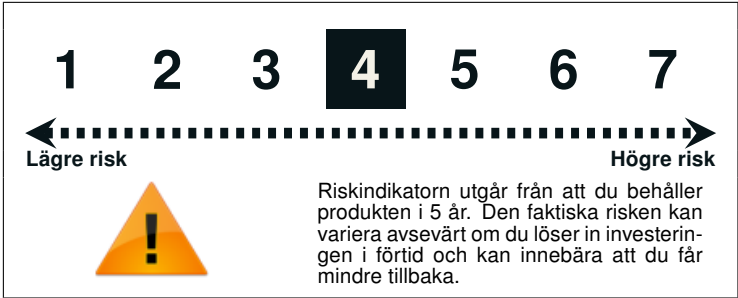 1 2 3 4 5 6 7
Lägre risk Högre risk
Riskindikatorn utgår från att du behåller
produkten i 5 år. Den faktiska risken kan
variera avsevärt om du löser in investerin-
gen i förtid och kan innebära att du får
mindre tillbaka.